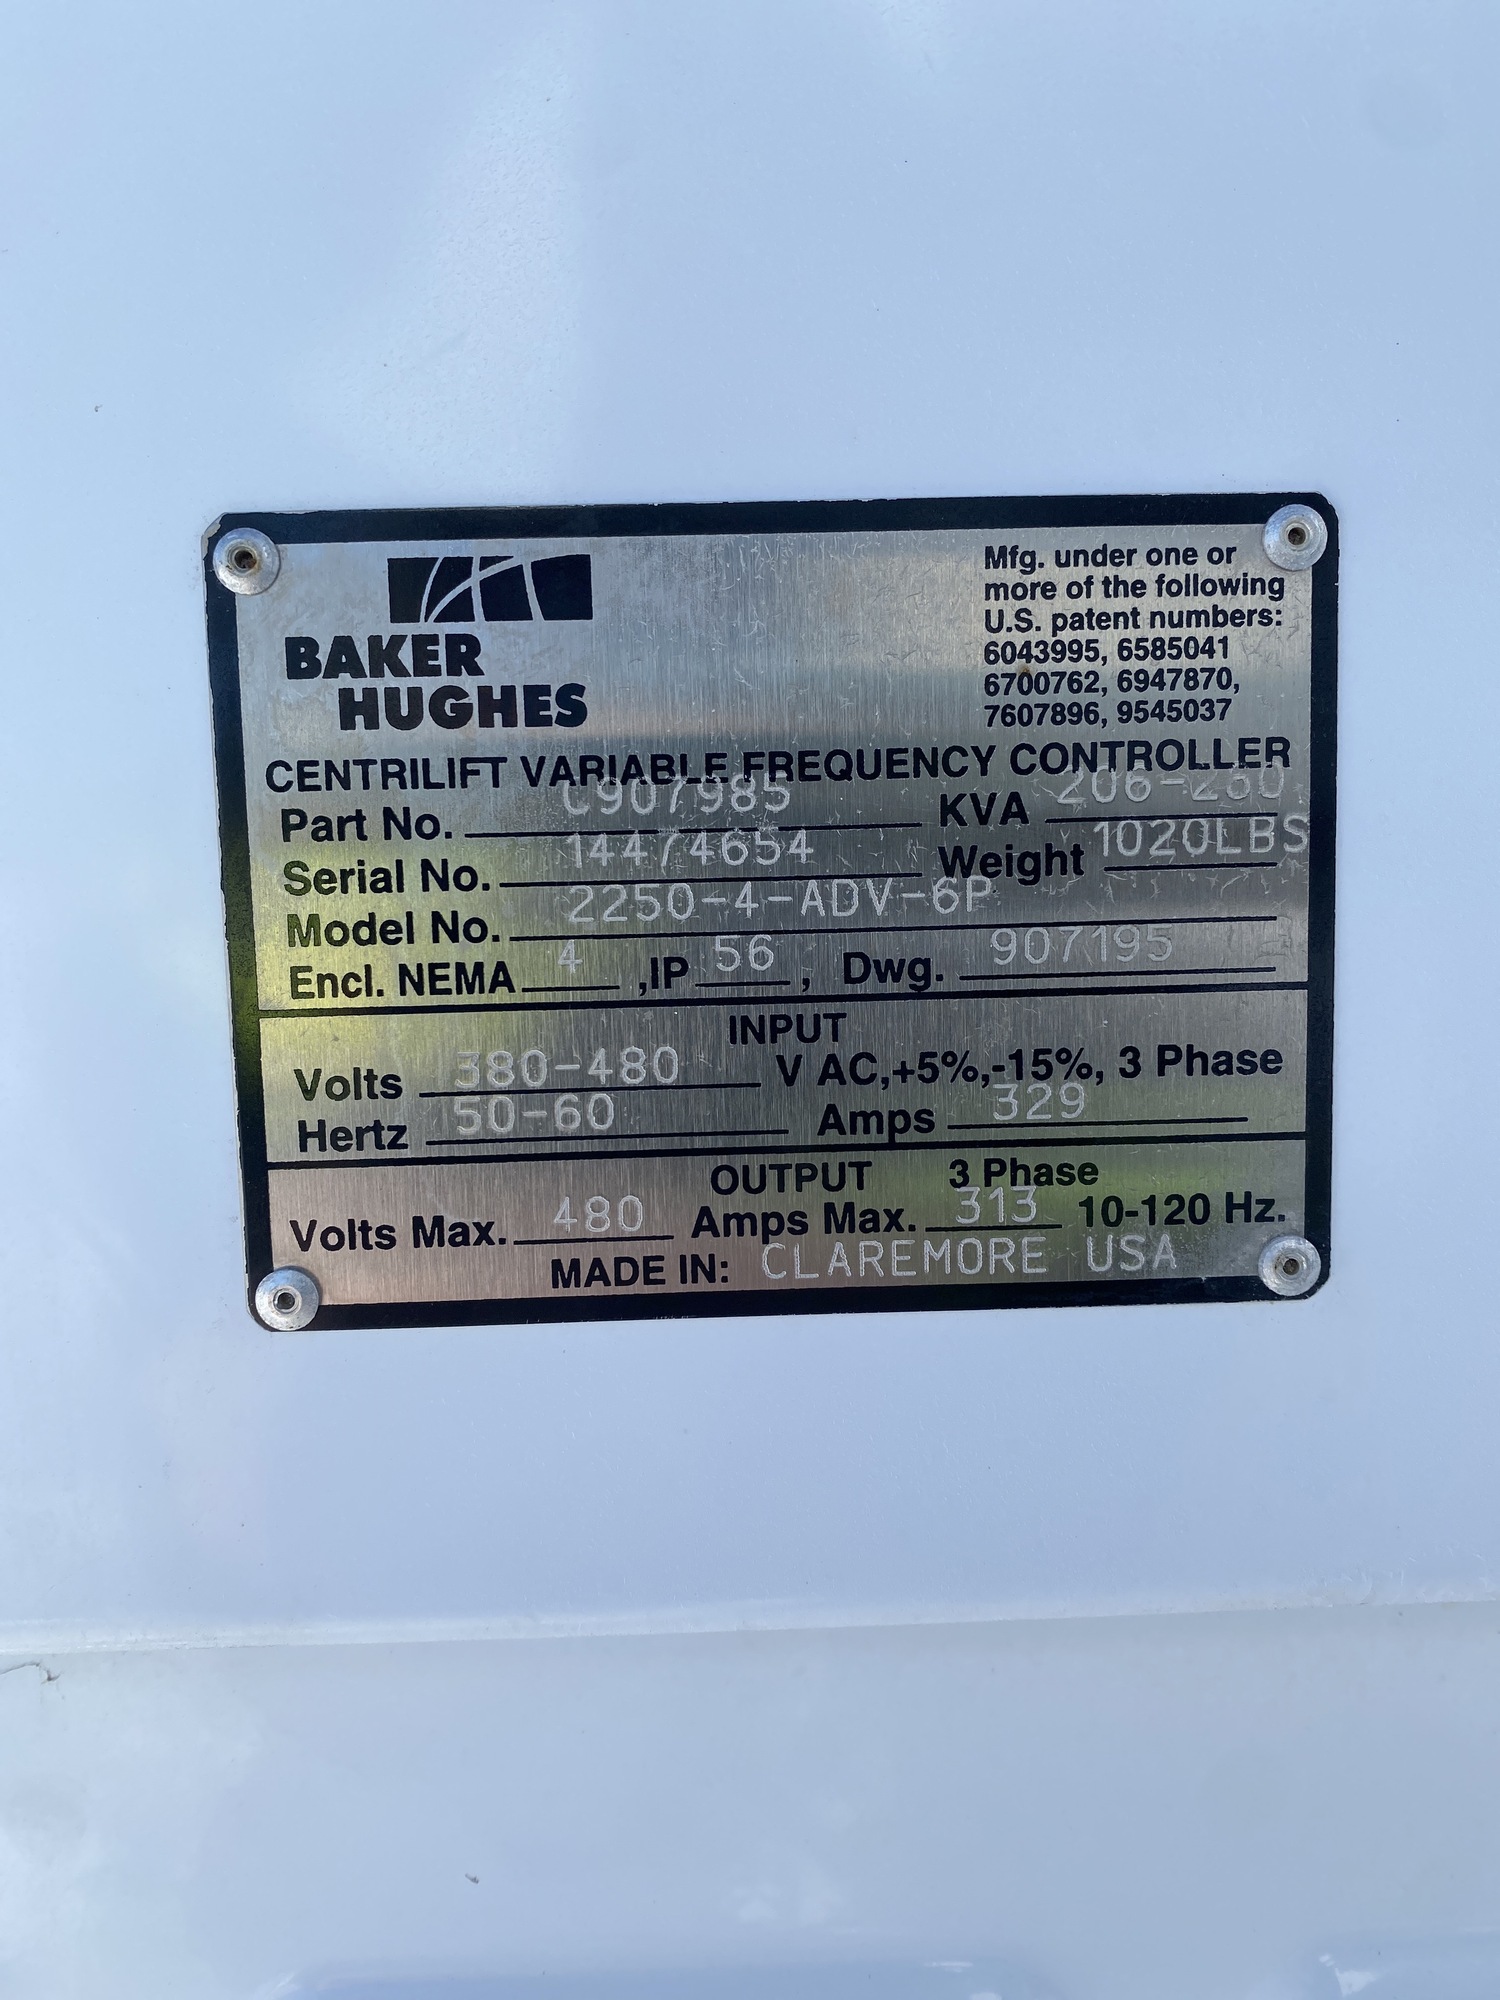 BAKER
HUGHES
Mfg. under one or
more of the following
U.S. patent numbers:
6043995, 6585041
6700762, 6947870,
7607896, 9545037
CENTRILIFT VARIABLE FREQUENCY CONTROLLER
Part No. C907985 KVA 206-260
Serial No. 14474654 Weight 1020LBS
Model No. 2250-4-ADV-6P
Encl. NEMA 4 ,IP 56 , Dwg. 907195
INPUT
Volts 380-480 V AC,+5%,-15%, 3 Phase
Hertz 50-60 Amps 329
OUTPUT 3 Phase
Volts Max. 480 Amps Max. 313 10-120 Hz.
MADE IN: CLAREMORE USA